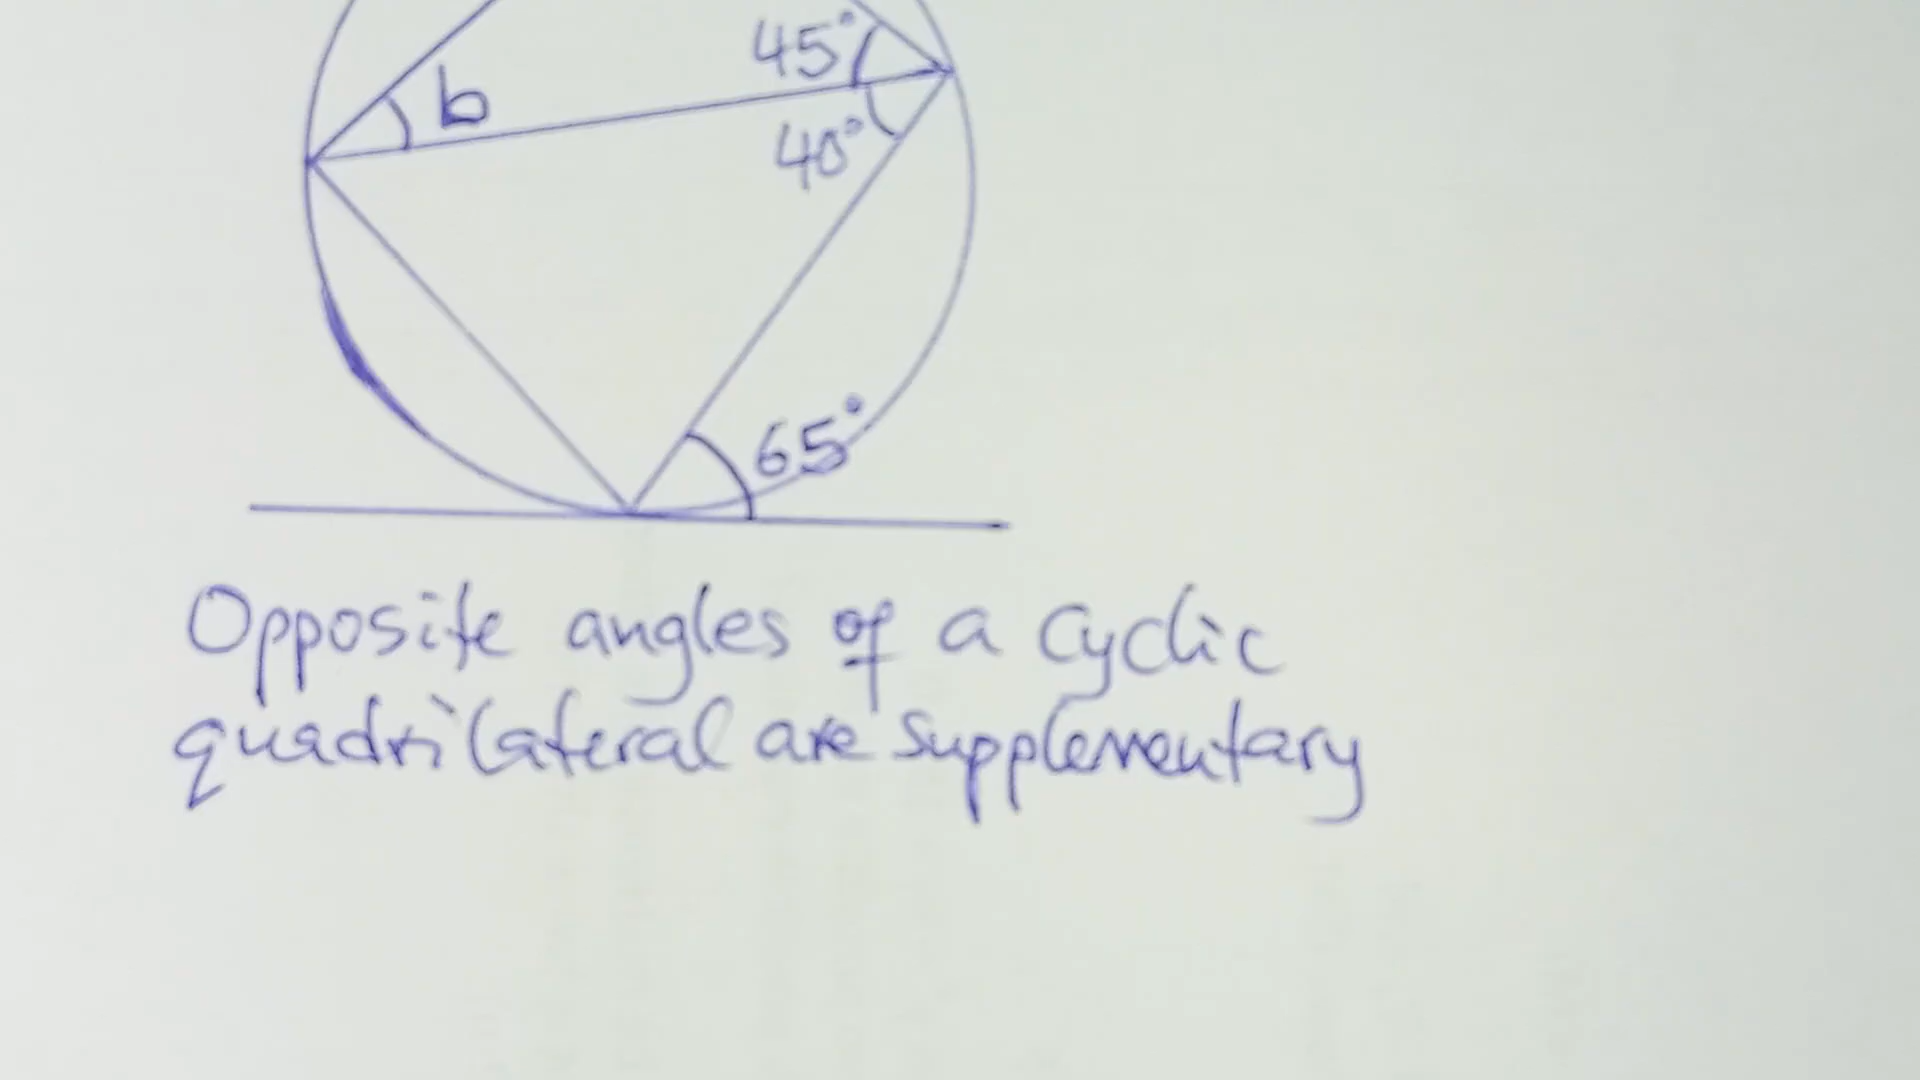 45°
b
40°
65°
Opposite angles of a cyclic
quadrilateral are supplementary